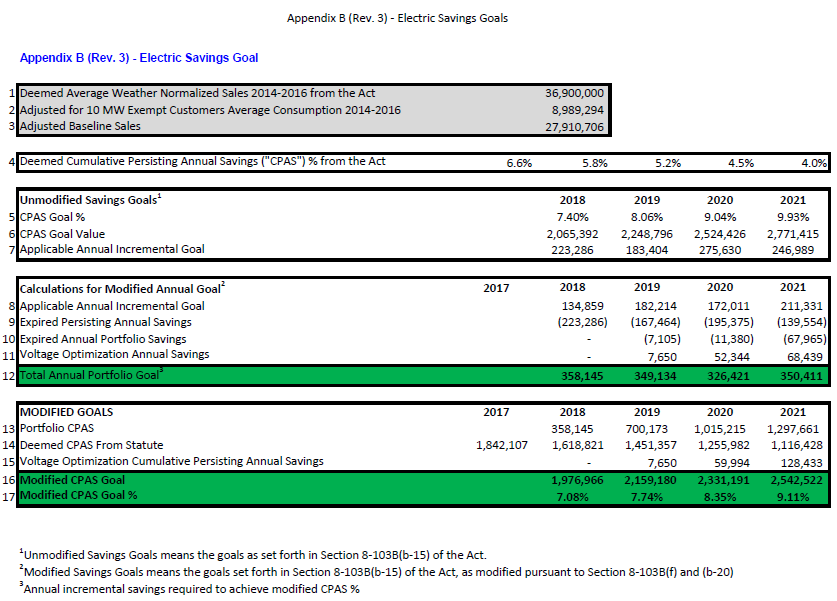 Appendix B (Rev. 3) - Electric Savings Goals
Appendix B (Rev. 3) - Electric Savings Goal
1 Deemed Average Weather Normalized Sales 2014-2016 from the Act 36,900,000
2 Adjusted for 10 MW Exempt Customers Average Consumption 2014-2016 8,989,294
3 Adjusted Baseline Sales 27,910,706
4 Deemed Cumulative Persisting Annual Savings ("CPAS") % from the Act 6.6% 5.8% 5.2% 4.5% 4.0%
Unmodified Savings Goals1 2018 2019 2020 2021
5 CPAS Goal % 7.40% 8.06% 9.04% 9.93%
6 CPAS Goal Value 2,065,392 2,248,796 2,524,426 2,771,415
7 Applicable Annual Incremental Goal 223,286 183,404 275,630 246,989
Calculations for Modified Annual Goal2 2017 2018 2019 2020 2021
8 Applicable Annual Incremental Goal 134,859 182,214 172,011 211,331
9 Expired Persisting Annual Savings (223,286) (167,464) (195,375) (139,554)
10 Expired Annual Portfolio Savings - (7,105) (11,380) (67,965)
11 Voltage Optimization Annual Savings - 7,650 52,344 68,439
12 Total Annual Portfolio Goal3 358,145 349,134 326,421 350,411
MODIFIED GOALS 2017 2018 2019 2020 2021
13 Portfolio CPAS 358,145 700,173 1,015,215 1,297,661
14 Deemed CPAS From Statute 1,842,107 1,618,821 1,451,357 1,255,982 1,116,428
15 Voltage Optimization Cumulative Persisting Annual Savings - 7,650 59,994 128,433
16 Modified CPAS Goal 1,976,966 2,159,180 2,331,191 2,542,522
17 Modified CPAS Goal % 7.08% 7.74% 8.35% 9.11%
1Unmodified Savings Goals means the goals as set forth in Section 8-103B(b-15) of the Act.
2Modified Savings Goals means the goals set forth in Section 8-103B(b-15) of the Act, as modified pursuant to Section 8-103B(f) and (b-20)
3Annual incremental savings required to achieve modified CPAS %